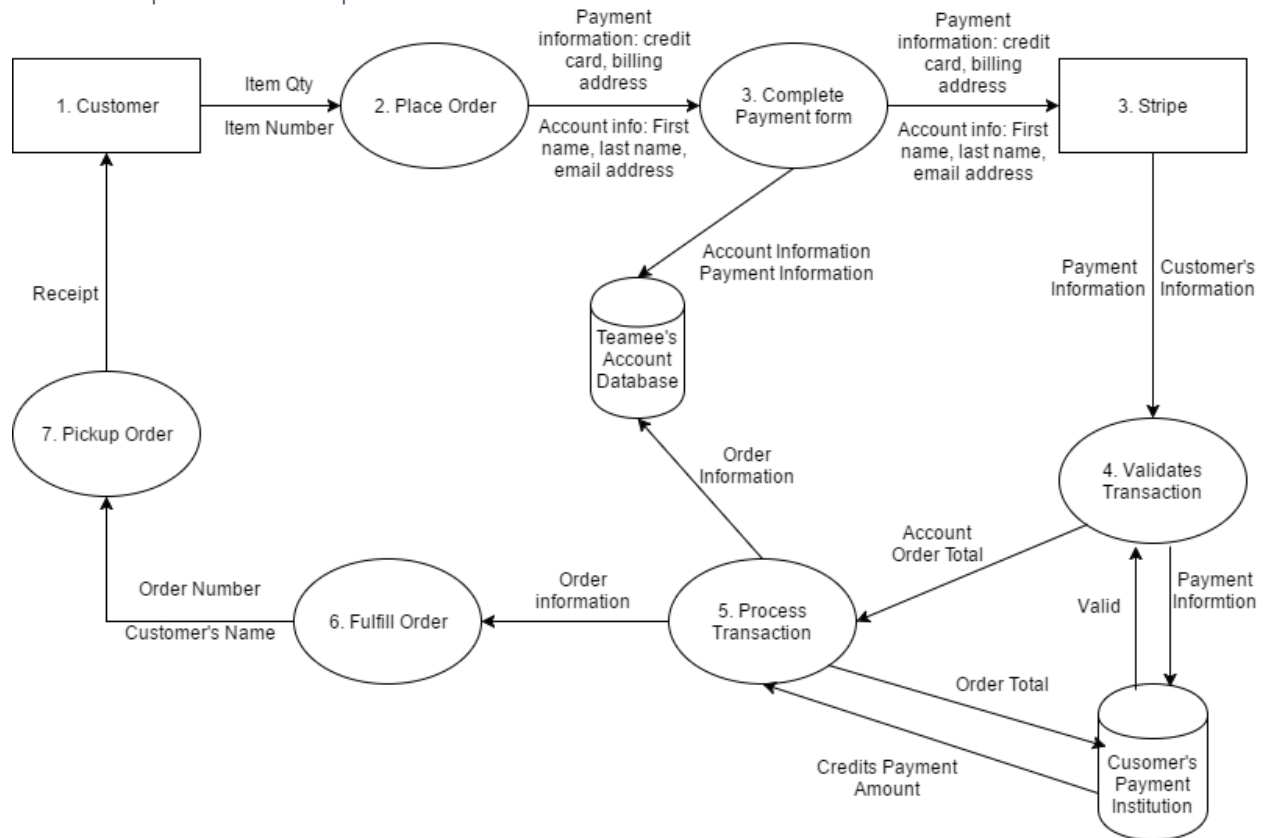 Payment
information: credit
card, billing
address
Payment
information: credit
card, billing
address
1. Customer
Item Qty
Item Number
2. Place Order
3. Complete
Payment form
3. Stripe
Account info: First
name, last name,
email address
Account info: First
name, last name,
email address
Account Information
Payment Information
Payment
Information
Customer's
Information
Receipt
Teamee's
Account
Database
7. Pickup Order
Order
Information
4. Validates
Transaction
Account
Order Total
Order Number
Customer's Name
6. Fulfill Order
Order
information
5. Process
Transaction
Valid
Payment
Informtion
Order Total
Credits Payment
Amount
Cusomer's
Payment
Institution